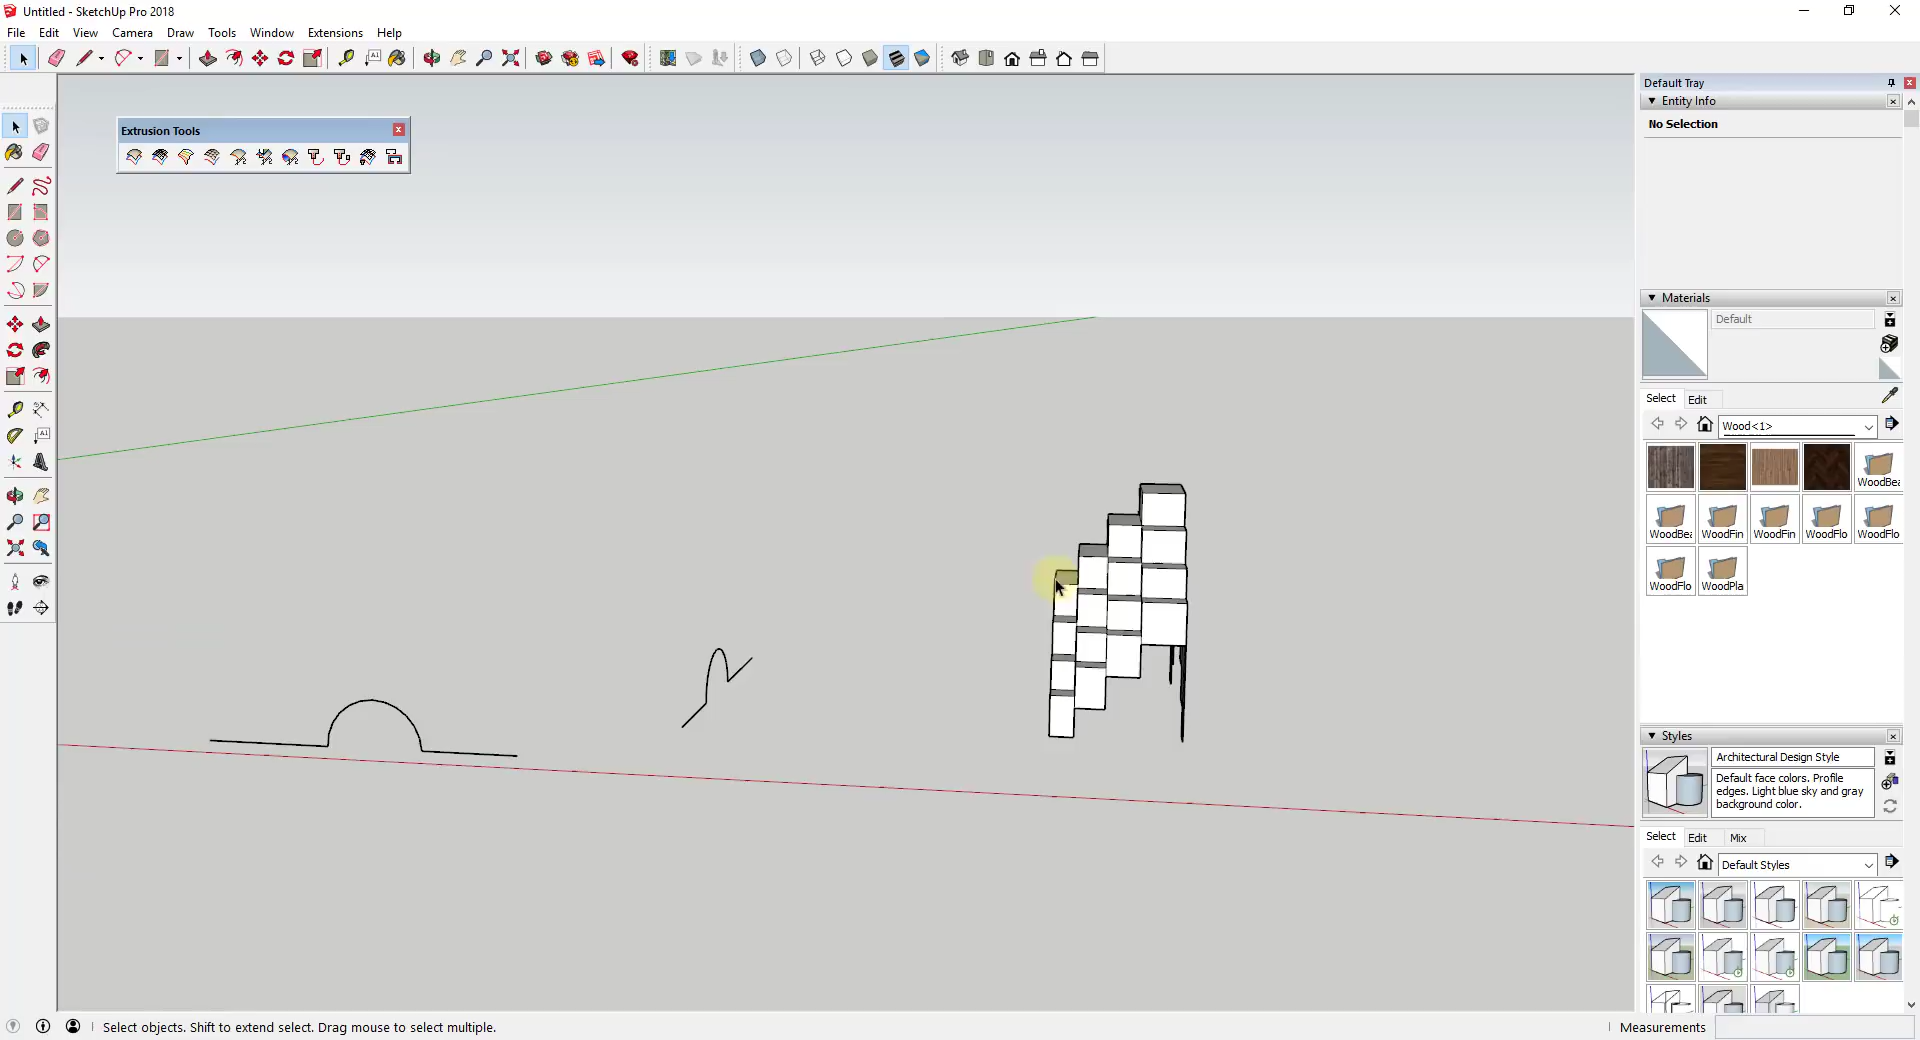 Untitled - SketchUp Pro 2018
File Edit View Camera Draw Tools Window Extensions Help
Default Tray
Entity Info
No Selection
Extrusion Tools
Materials
Default
Select Edit
Wood<1>
WoodBea
WoodBea WoodFin WoodFin WoodFlo WoodFlo
WoodFlo WoodPla
Styles
Architectural Design Style
Default face colors. Profile
edges. Light blue sky and gray
background color.
Select Edit Mix
Default Styles
Select objects. Shift to extend select. Drag mouse to select multiple.
Measurements